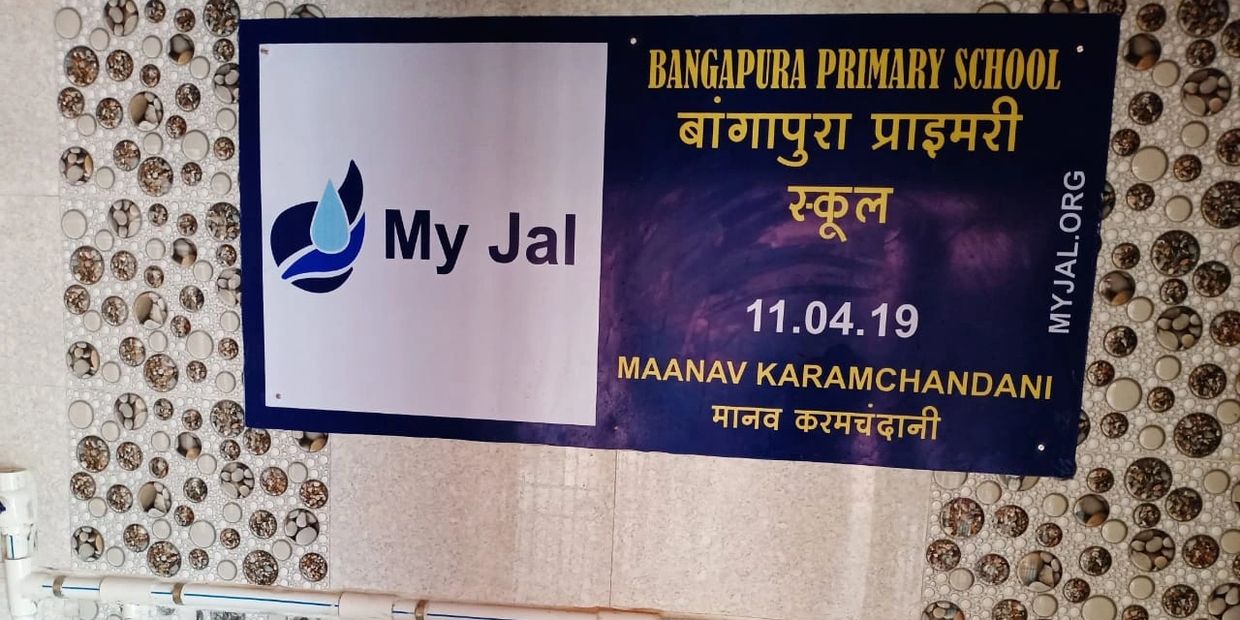 My Jal
BANGAPURA PRIMARY SCHOOL
बांगापुरा प्राइमरी
स्कूल
11.04.19
MAANAV KARAMCHANDANI
मानव करमचंदानी
MYJAL.ORG